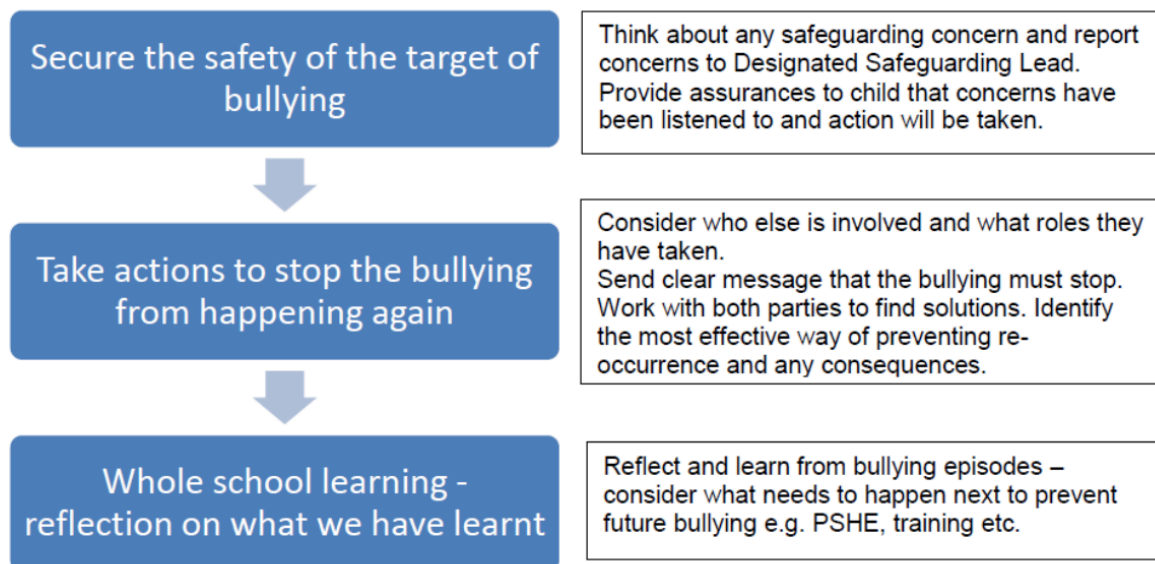 Secure the safety of the target of
bullying
Think about any safeguarding concern and report
concerns to Designated Safeguarding Lead.
Provide assurances to child that concerns have
been listened to and action will be taken.
Take actions to stop the bullying
from happening again
Consider who else is involved and what roles they
have taken.
Send clear message that the bullying must stop.
Work with both parties to find solutions. Identify
the most effective way of preventing re-
occurrence and any consequences.
Whole school learning -
reflection on what we have learnt
Reflect and learn from bullying episodes –
consider what needs to happen next to prevent
future bullying e.g. PSHE, training etc.